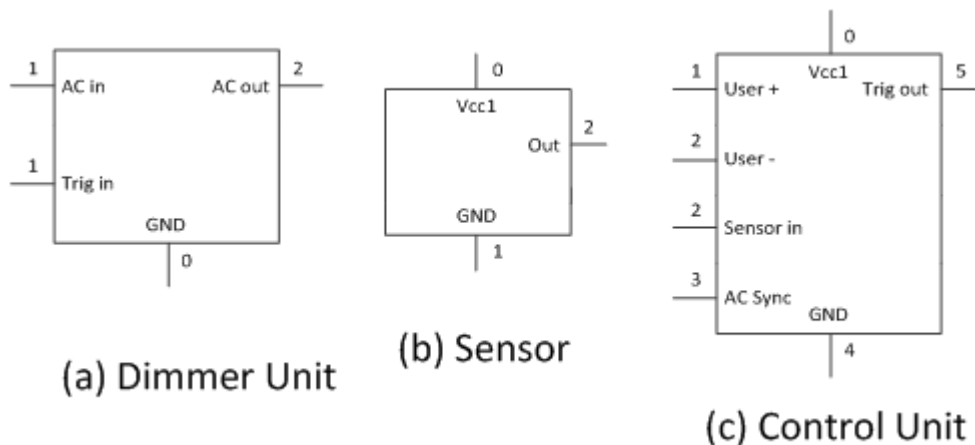 1
AC in
AC out
2
1
Trig in
GND
0
(a) Dimmer Unit
0
Vcc1
Out
2
GND
1
(b) Sensor
0
Vcc1
1
User +
Trig out
5
2
User -
2
Sensor in
3
AC Sync
GND
4
(c) Control Unit